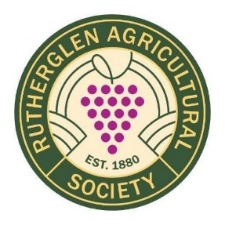 RUTHERGLEN AGRICULTURAL
SOCIETY
EST. 1880